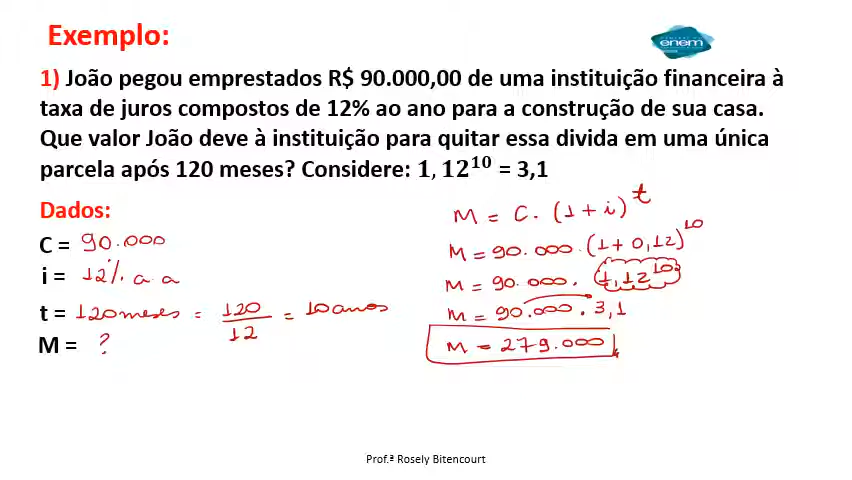 Exemplo:
enem
1) João pegou emprestados R$ 90.000,00 de uma instituição financeira à
taxa de juros compostos de 12% ao ano para a construção de sua casa.
Que valor João deve à instituição para quitar essa divida em uma única
parcela após 120 meses? Considere: 1, 12¹⁰ = 3,1
Dados:
C = 90.000
i = 12% a a
t = 120 meses = 120/12 = 10 anos
M = ?
M = C. (1 + i)ᵗ
M = 90.000.(1 + 0,12)¹⁰
M = 90.000. (1,12¹⁰)
M = 90.000.3,1
M = 279.000
Prof.ª Rosely Bitencourt